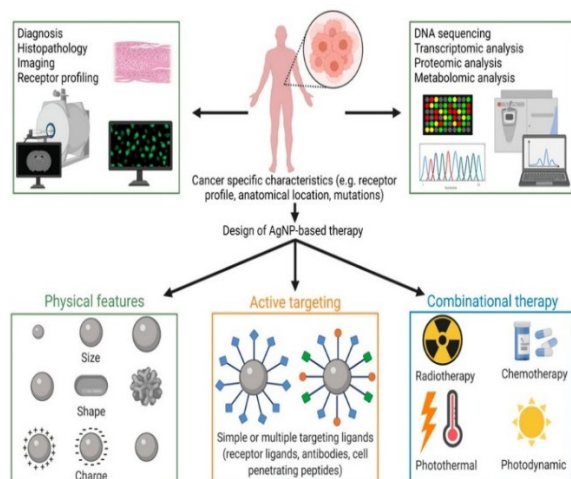 Diagnosis
Histopathology
Imaging
Receptor profiling
DNA sequencing
Transcriptomic analysis
Proteomic analysis
Metabolomic analysis
Cancer specific characteristics (e.g. receptor
profile, anatomical location, mutations)
Design of AgNP-based therapy
Physical features
Size
Shape
Charge
Active targeting
Simple or multiple targeting ligands
(receptor ligands, antibodies, cell
penetrating peptides)
Combinational therapy
Radiotherapy
Chemotherapy
Photothermal
Photodynamic